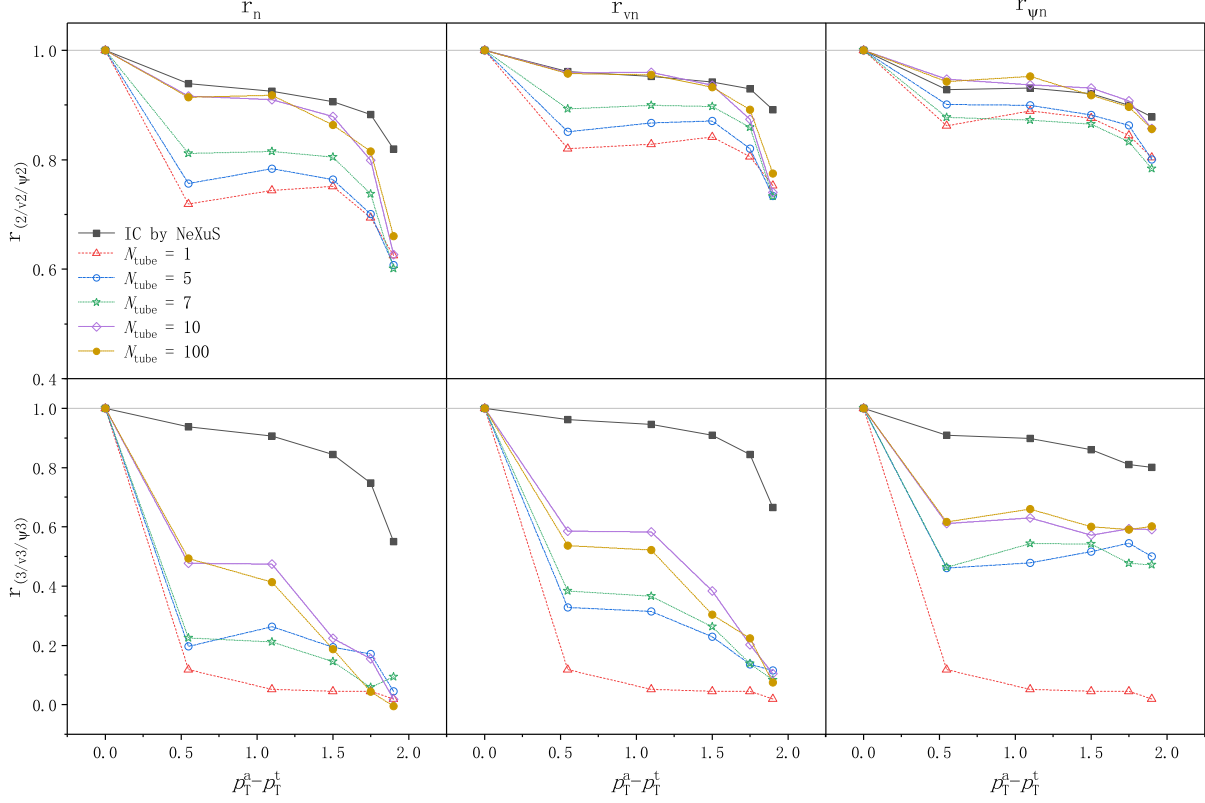 r_n r_vn r_ψn
r_(2/v2/ψ2)
1.0
0.8
0.6
0.4
IC by NeXuS
N_tube = 1
N_tube = 5
N_tube = 7
N_tube = 10
N_tube = 100
r_(3/v3/ψ3)
1.0
0.8
0.6
0.4
0.2
0.0
0.0 0.5 1.0 1.5 2.0 0.0 0.5 1.0 1.5 2.0 0.0 0.5 1.0 1.5 2.0
p_T^a-p_T^t p_T^a-p_T^t p_T^a-p_T^t